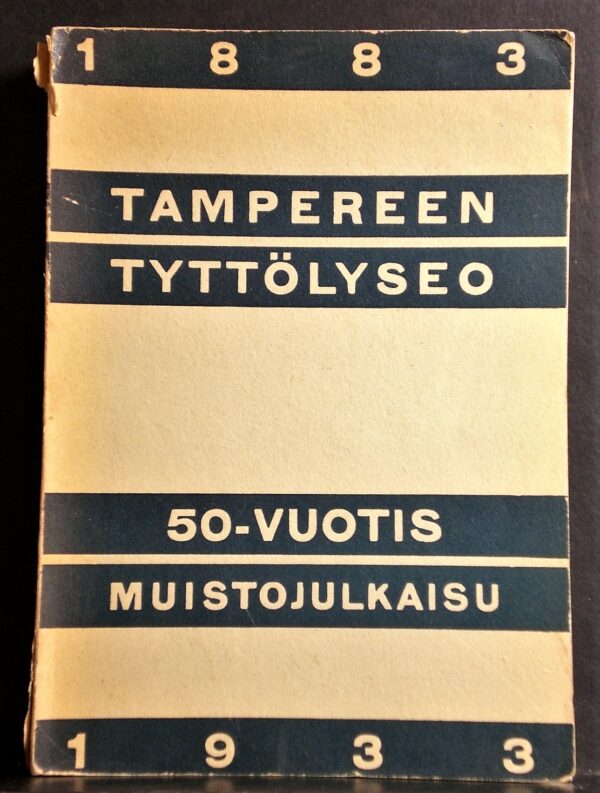 1 8 8 3
TAMPEREEN
TYTTÖLYSEO
50-VUOTIS
MUISTOJULKAISU
1 9 3 3